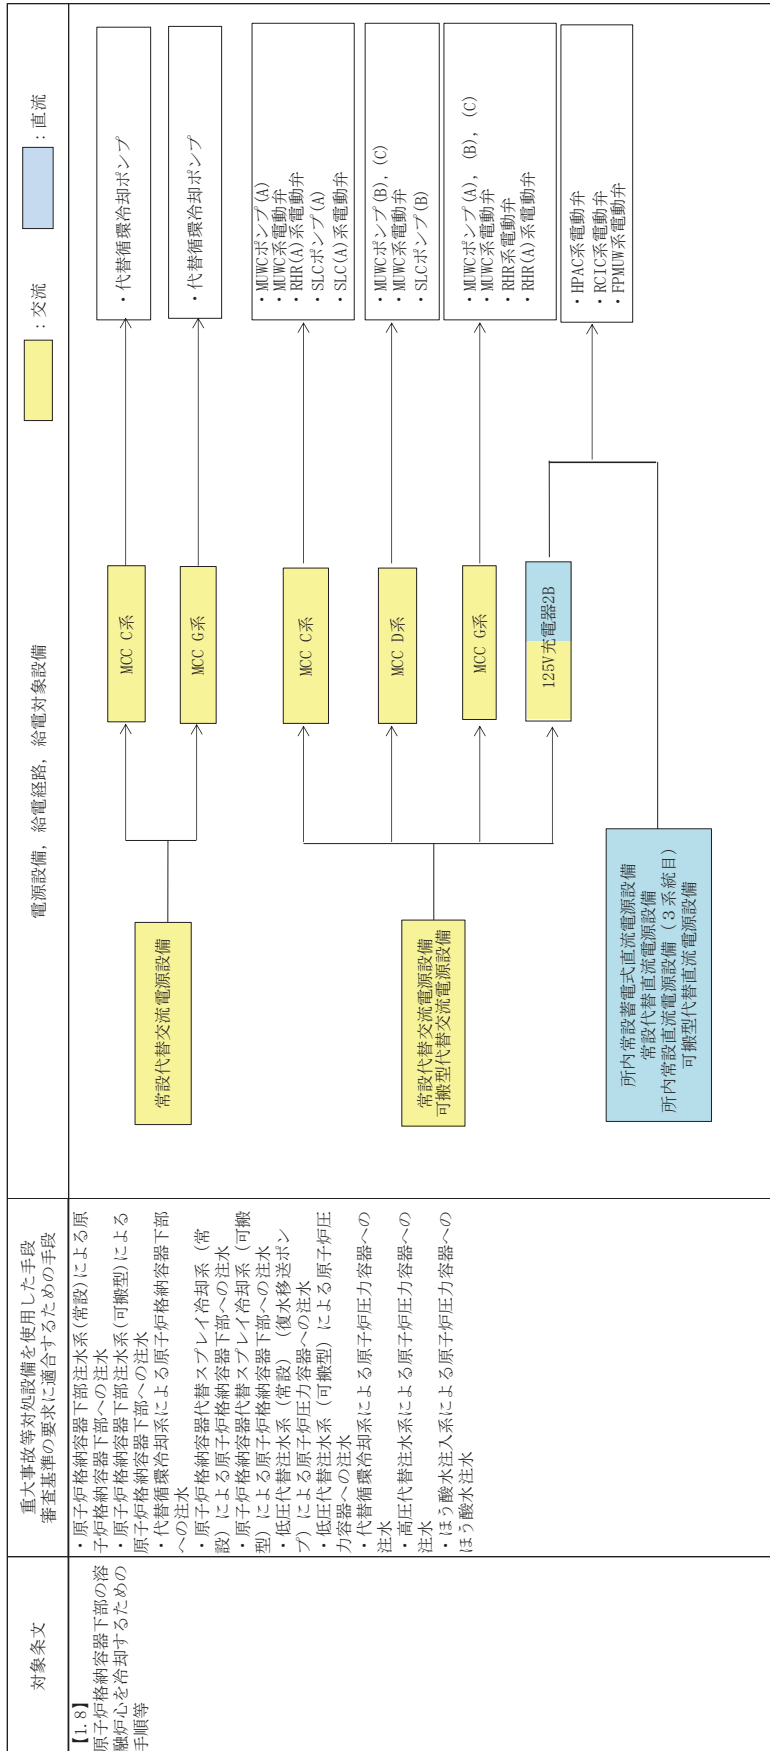 対象条文
重大事故等対処設備を使用した手段
審査基準の要求に適合するための手段
電源設備，給電経路，給電対象設備
：交流
：直流
【1.8】
原子炉格納容器下部の溶
融炉心を冷却するための
手順等
・原子炉格納容器下部注水系(常設)による原
子炉格納容器下部への注水
・原子炉格納容器下部注水系(可搬型)による
原子炉格納容器下部への注水
・代替循環冷却系による原子炉格納容器下部
への注水
・原子炉格納容器代替スプレイ冷却系（常
設）による原子炉格納容器下部への注水
・原子炉格納容器代替スプレイ冷却系（可搬
型）による原子炉格納容器下部への注水
・低圧代替注水系（常設）（復水移送ポン
プ）による原子炉圧力容器への注水
・低圧代替注水系（可搬型）による原子炉圧
力容器への注水
・代替循環冷却系による原子炉圧力容器への
注水
・高圧代替注水系による原子炉圧力容器への
注水
・ほう酸水注入系による原子炉圧力容器への
ほう酸水注水
常設代替交流電源設備
MCC C系
・代替循環冷却ポンプ
MCC G系
・代替循環冷却ポンプ
常設代替交流電源設備
可搬型代替交流電源設備
MCC C系
・MUWCポンプ(A)
・MUWC系電動弁
・RHR(A)系電動弁
・SLCポンプ(A)
・SLC(A)系電動弁
MCC D系
・MUWCポンプ(B)，(C)
・MUWC系電動弁
・SLCポンプ(B)
MCC G系
・MUWCポンプ(A)，(B)，(C)
・MUWC系電動弁
・RHR系電動弁
・RHR(A)系電動弁
125V充電器2B
・HPAC系電動弁
・RCIC系電動弁
・FPMUW系電動弁
所内常設蓄電式直流電源設備
常設代替直流電源設備
所内常設直流電源設備（３系統目）
可搬型代替直流電源設備